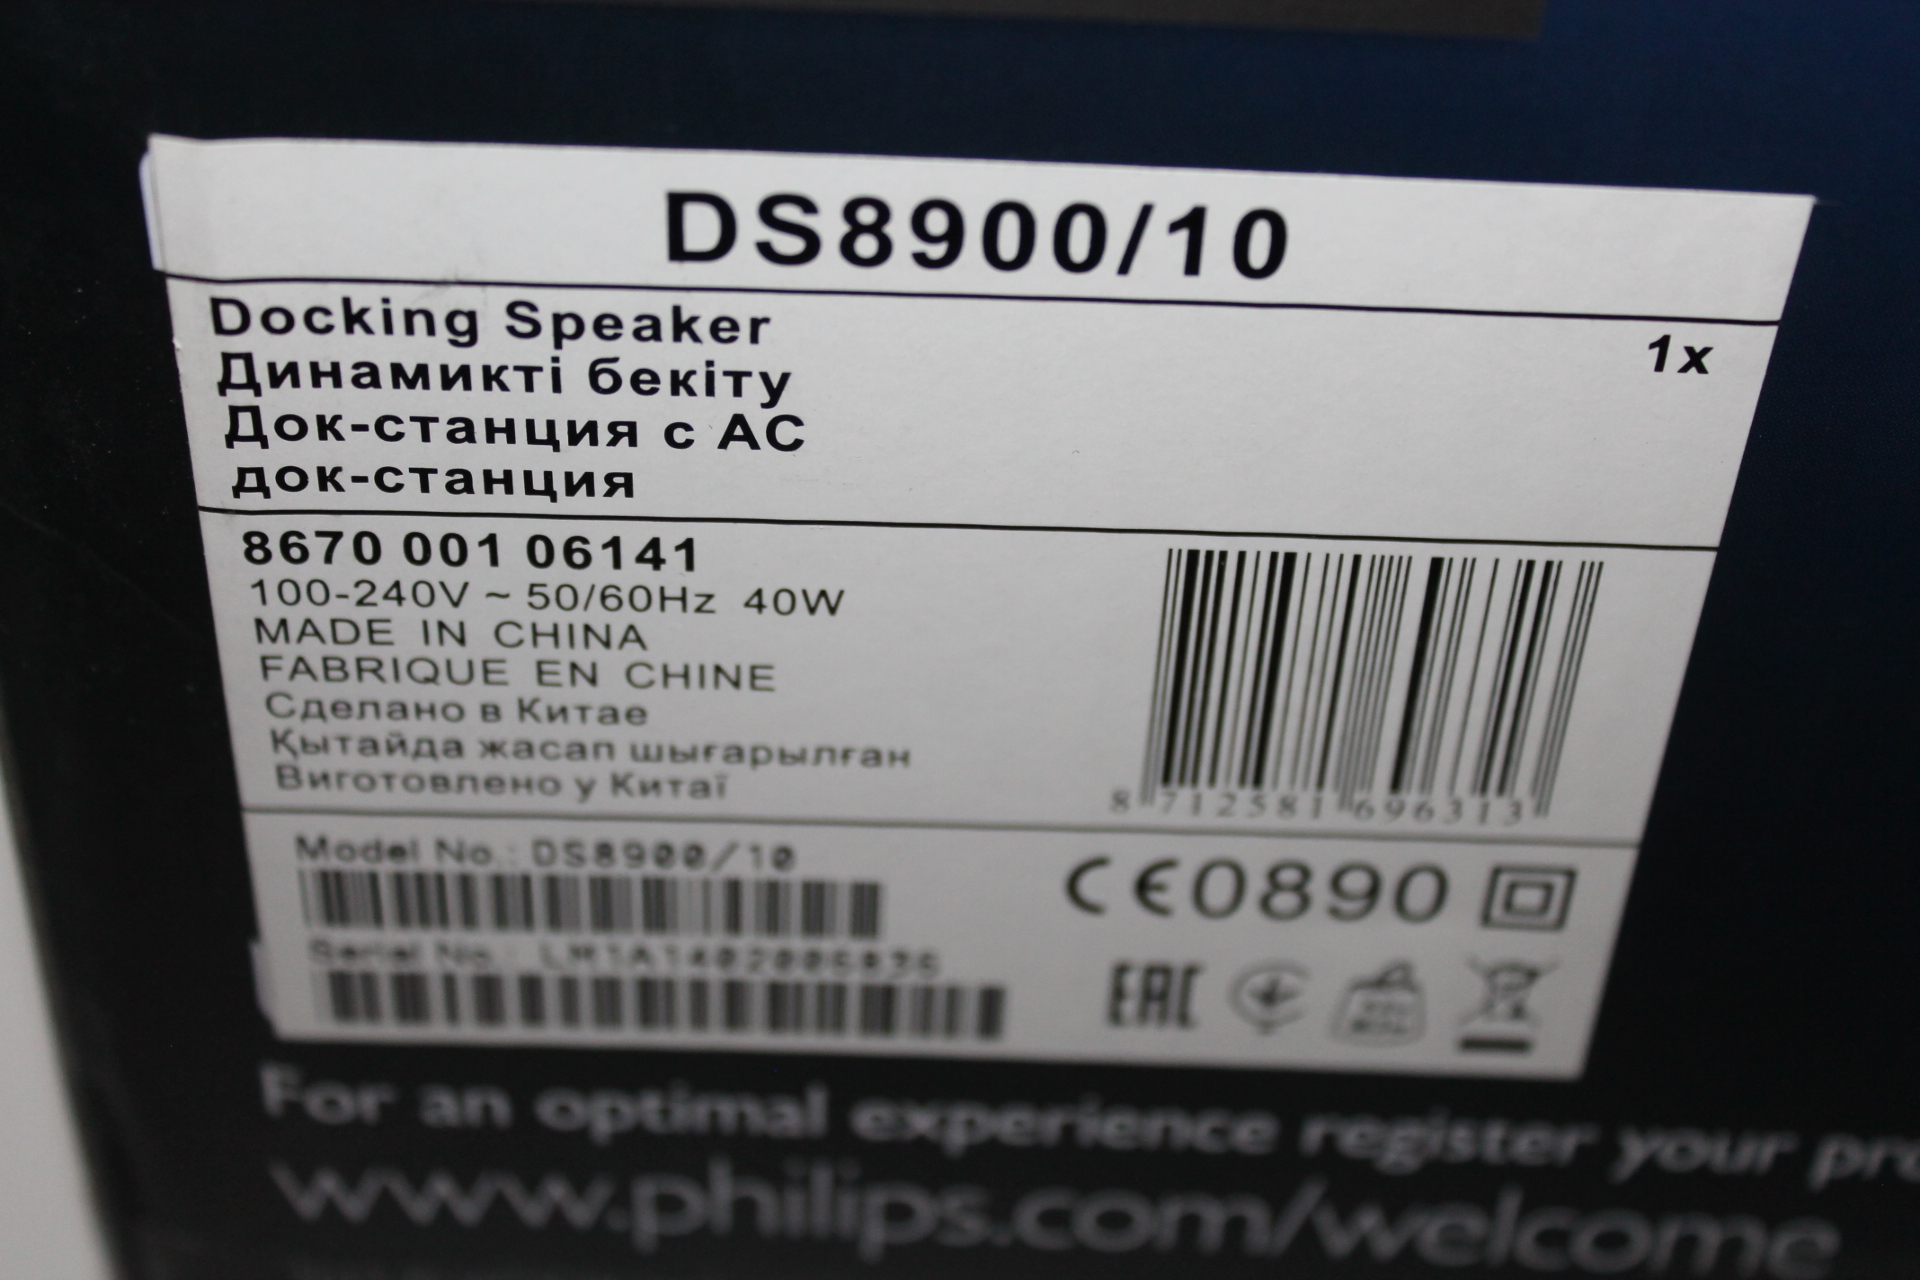 DS8900/10
Docking Speaker
1x
Динамикті бекіту
Док-станция с АС
док-станция
8670 001 06141
100-240V ~ 50/60Hz 40W
MADE IN CHINA
FABRIQUE EN CHINE
Сделано в Китае
Қытайда жасап шығарылған
Виготовлено у Китаї
8 712581 696313
Model No.: DS8900/10
Serial No.:
CE0890
EAC
For an optimal experience register your
www.philips.com/welcome